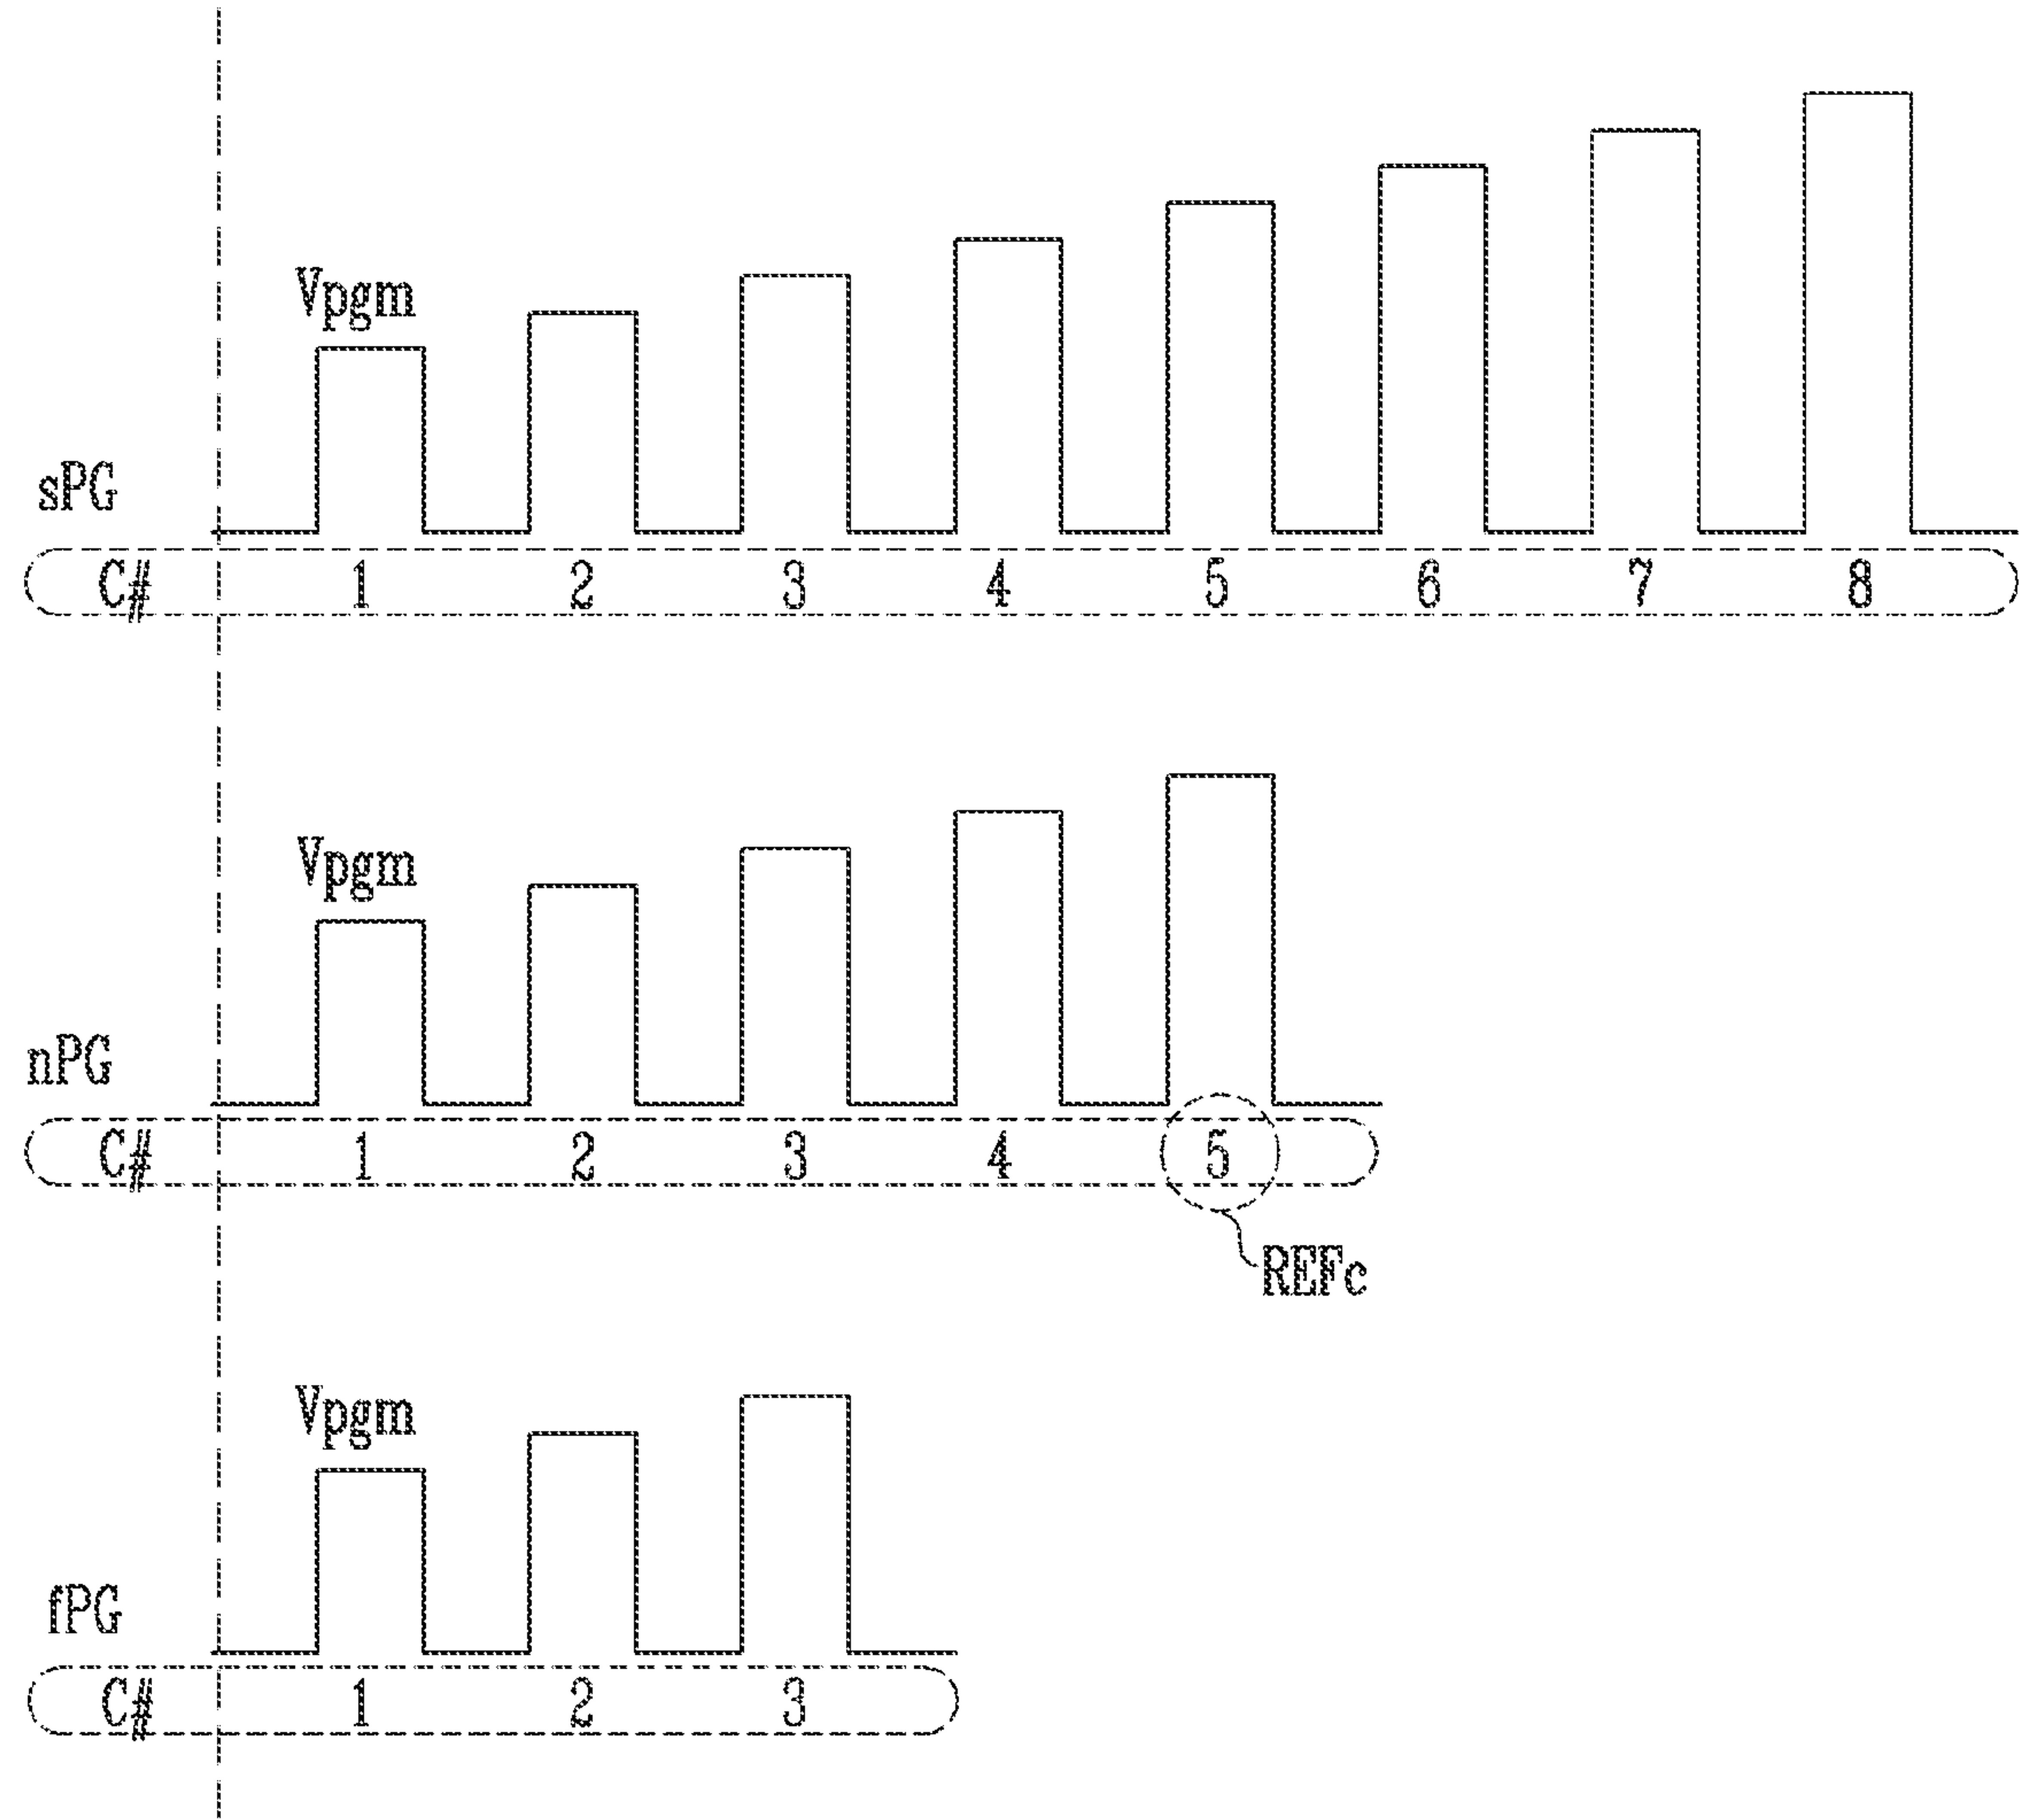 Vpgm
sPG
C# 1 2 3 4 5 6 7 8
Vpgm
nPG
C# 1 2 3 4 5
REFc
Vpgm
fPG
C# 1 2 3